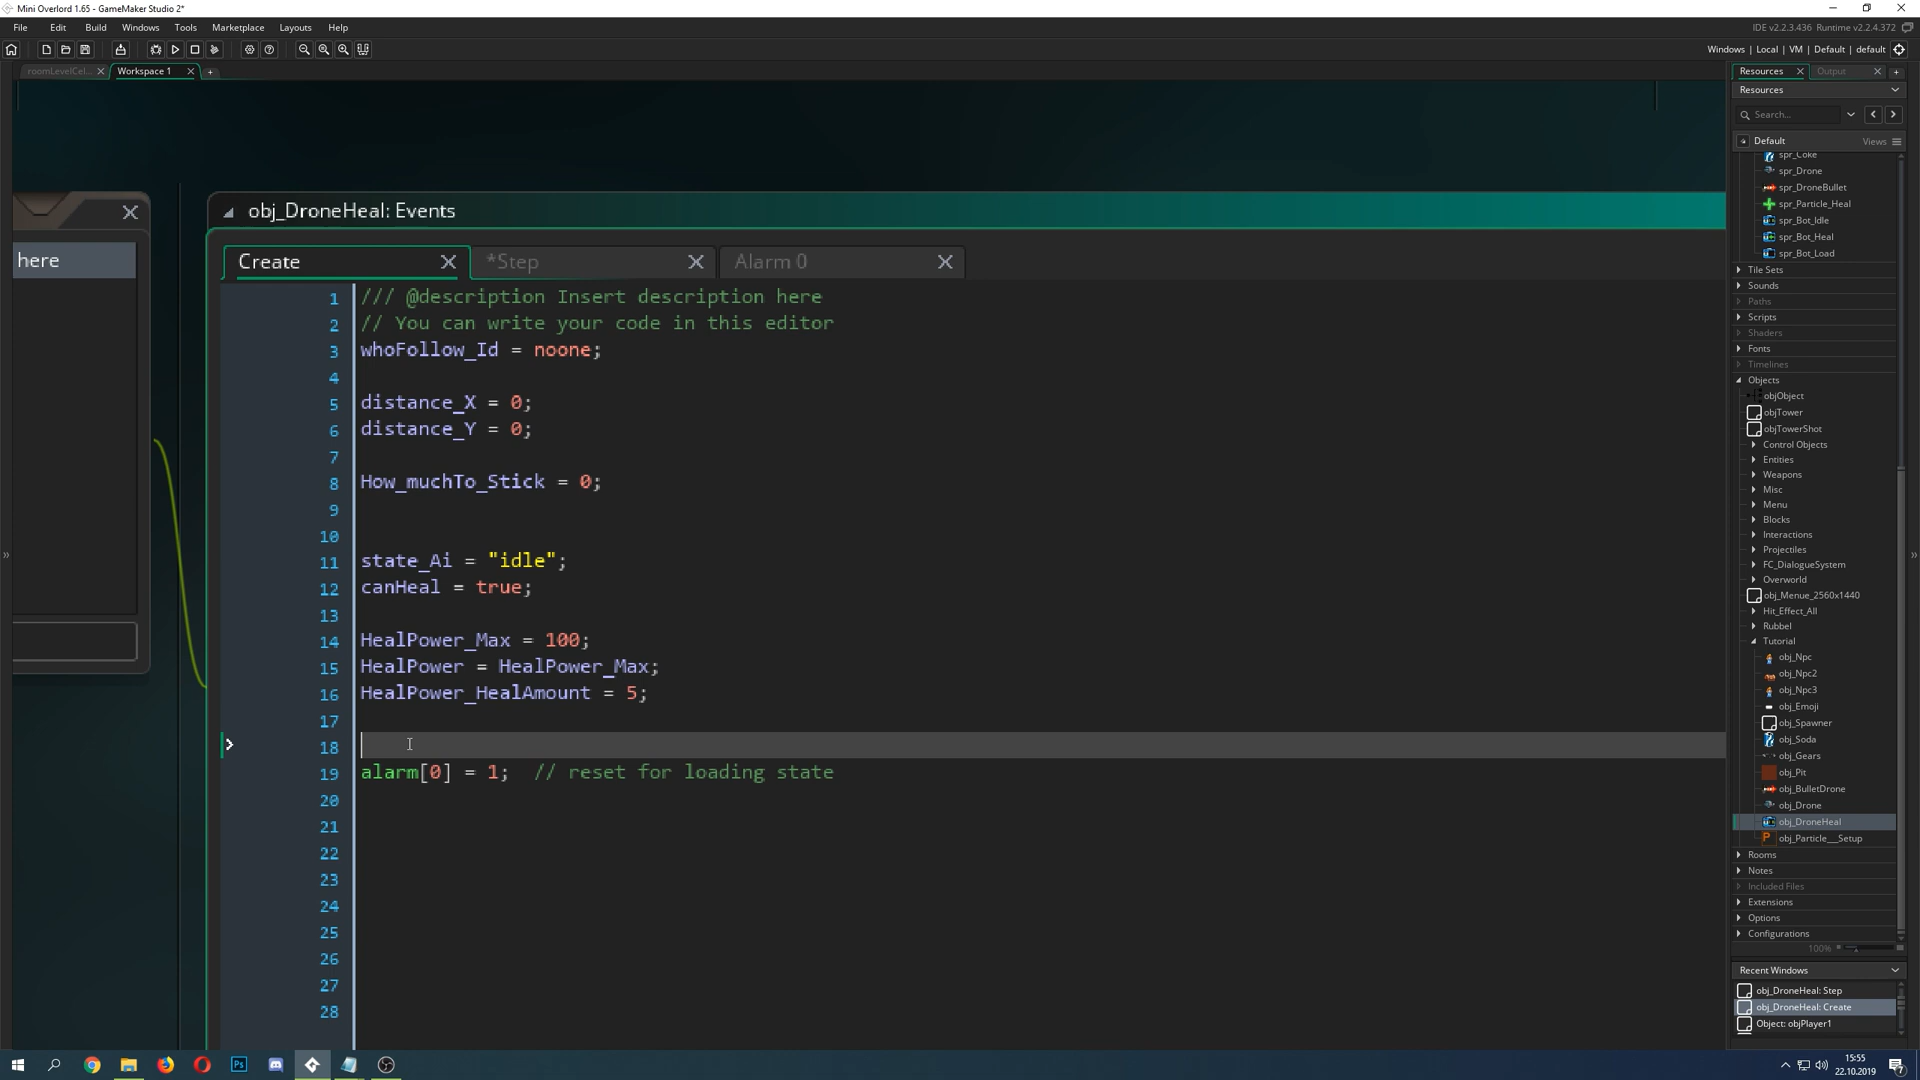 Mini Overlord 1.65 - GameMaker Studio 2*
File Edit Build Windows Tools Marketplace Layouts Help
IDE v2.2.3.436 Runtime v2.2.4.372
Windows | Local | VM | Default | default
roomLevelCel...
Workspace 1
here
obj_DroneHeal: Events
Create
*Step
Alarm 0
1 /// @description Insert description here
2 // You can write your code in this editor
3 whoFollow_Id = noone;
4
5 distance_X = 0;
6 distance_Y = 0;
7
8 How_muchTo_Stick = 0;
9
10
11 state_Ai = "idle";
12 canHeal = true;
13
14 HealPower_Max = 100;
15 HealPower = HealPower_Max;
16 HealPower_HealAmount = 5;
17
18
19 alarm[0] = 1;  // reset for loading state
20
21
22
23
24
25
26
27
28
Resources
Output
Resources
Search...
Default
Views
spr_Coke
spr_Drone
spr_DroneBullet
spr_Particle_Heal
spr_Bot_Idle
spr_Bot_Heal
spr_Bot_Load
Tile Sets
Sounds
Paths
Scripts
Shaders
Fonts
Timelines
Objects
objObject
objTower
objTowerShot
Control Objects
Entities
Weapons
Misc
Menu
Blocks
Interactions
Projectiles
FC_DialogueSystem
Overworld
obj_Menue_2560x1440
Hit_Effect_All
Rubbel
Tutorial
obj_Npc
obj_Npc2
obj_Npc3
obj_Emoji
obj_Spawner
obj_Soda
obj_Gears
obj_Pit
obj_BulletDrone
obj_Drone
obj_DroneHeal
obj_Particle__Setup
Rooms
Notes
Included Files
Extensions
Options
Configurations
100%
Recent Windows
obj_DroneHeal: Step
obj_DroneHeal: Create
Object: objPlayer1
Ps
15:55
22.10.2019
7